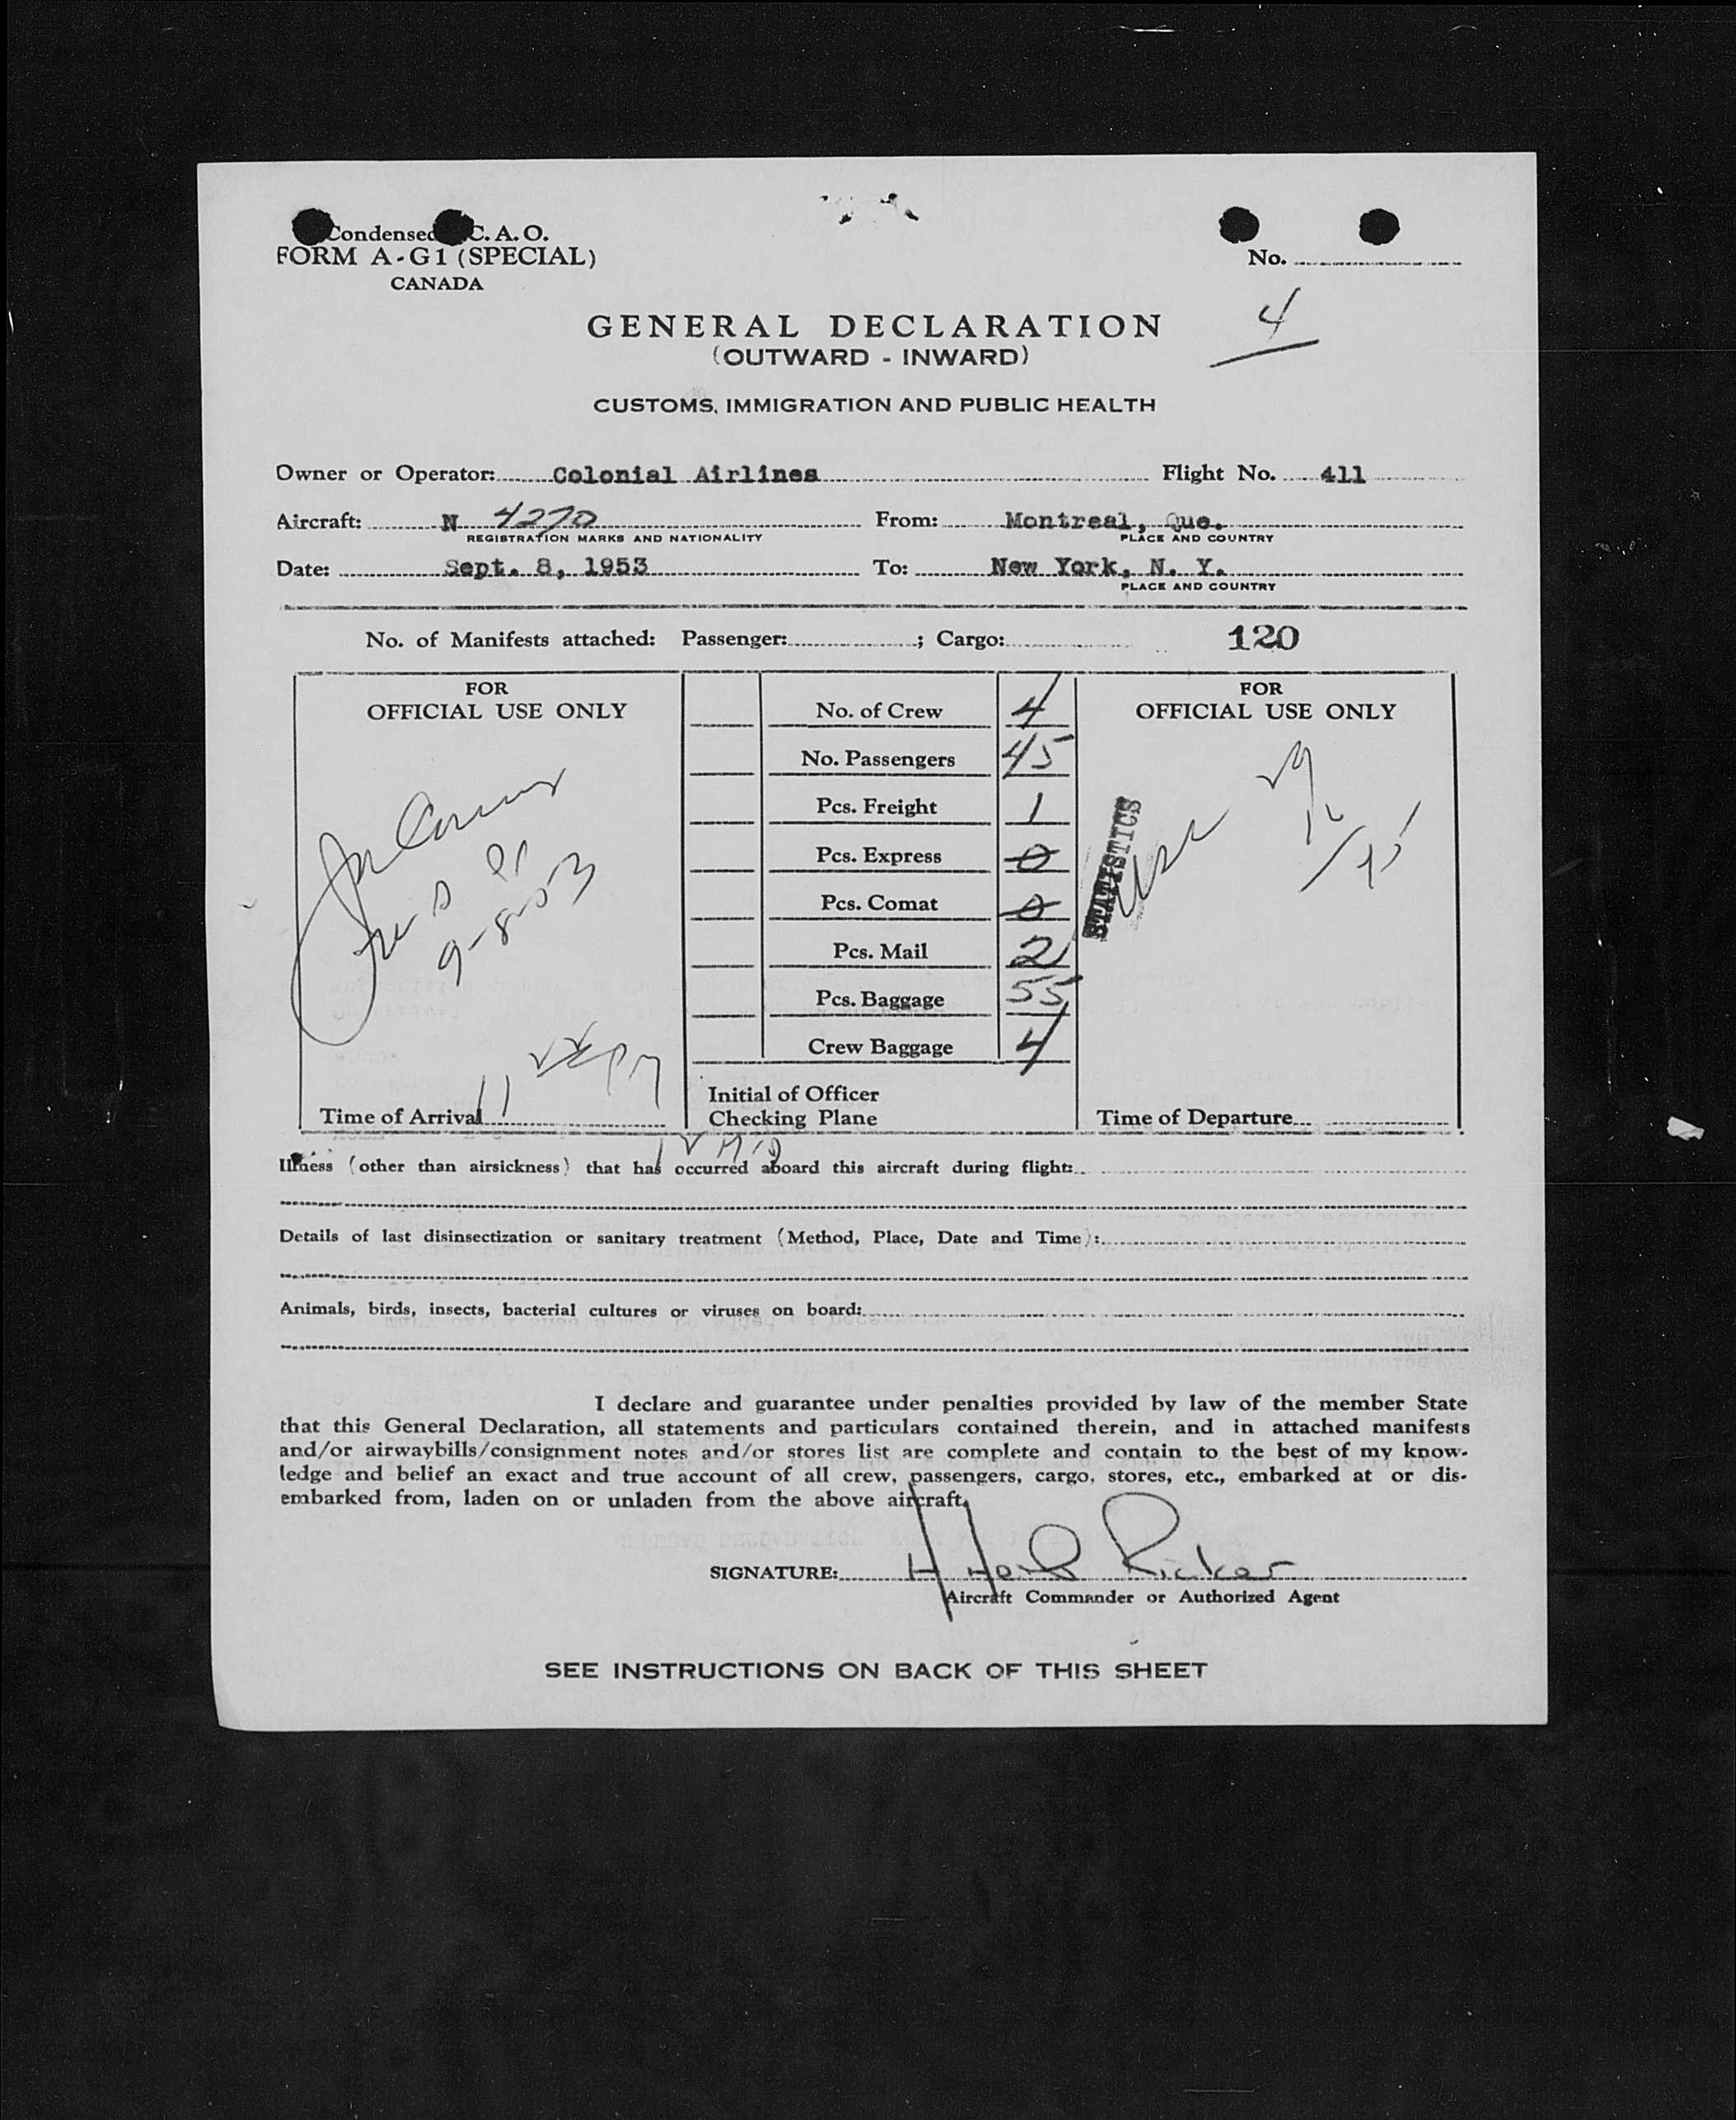 Condensed C. A. O.
FORM A-G1 (SPECIAL)
CANADA
No.
4
GENERAL DECLARATION
(OUTWARD - INWARD)
CUSTOMS, IMMIGRATION AND PUBLIC HEALTH
Owner or Operator: Colonial Airlines Flight No. 411
Aircraft: N 4270 From: Montreal, Que.
REGISTRATION MARKS AND NATIONALITY PLACE AND COUNTRY
Date: Sept. 8, 1953 To: New York, N. Y.
PLACE AND COUNTRY
No. of Manifests attached: Passenger: ; Cargo: 120
FOR
OFFICIAL USE ONLY
9-8-53
Time of Arrival
No. of Crew 4
No. Passengers 45
Pcs. Freight 1
Pcs. Express 0
Pcs. Comat 0
Pcs. Mail 2
Pcs. Baggage 55
Crew Baggage 4
Initial of Officer
Checking Plane
FOR
OFFICIAL USE ONLY
STATISTICS
Time of Departure
Illness (other than airsickness) that has occurred aboard this aircraft during flight:
Details of last disinsectization or sanitary treatment (Method, Place, Date and Time):
Animals, birds, insects, bacterial cultures or viruses on board:
I declare and guarantee under penalties provided by law of the member State
that this General Declaration, all statements and particulars contained therein, and in attached manifests
and/or airwaybills/consignment notes and/or stores list are complete and contain to the best of my know-
ledge and belief an exact and true account of all crew, passengers, cargo, stores, etc., embarked at or dis-
embarked from, laden on or unladen from the above aircraft.
SIGNATURE: Ricker
Aircraft Commander or Authorized Agent
SEE INSTRUCTIONS ON BACK OF THIS SHEET